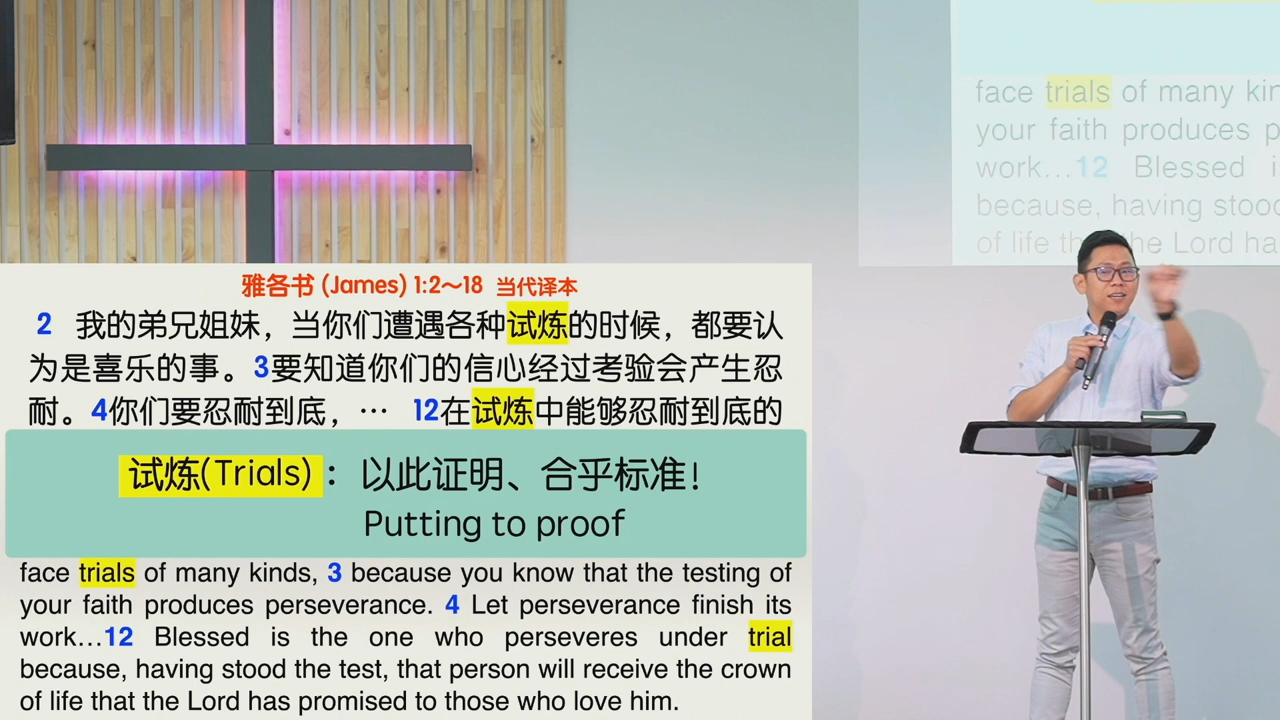 雅各书 (James) 1:2～18 当代译本
2 我的弟兄姐妹，当你们遭遇各种试炼的时候，都要认
为是喜乐的事。3要知道你们的信心经过考验会产生忍
耐。4你们要忍耐到底，… 12在试炼中能够忍耐到底的
试炼(Trials)：以此证明、合乎标准！
Putting to proof
face trials of many kinds, 3 because you know that the testing of
your faith produces perseverance. 4 Let perseverance finish its
work…12 Blessed is the one who perseveres under trial
because, having stood the test, that person will receive the crown
of life that the Lord has promised to those who love him.
face trials of many
your faith produces
work…12 Blessed
because, having stood
of life the Lord